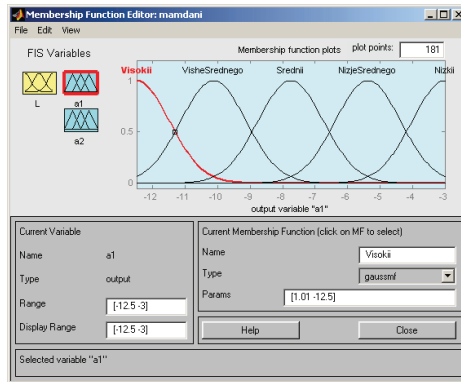 Membership Function Editor: mamdani
File Edit View
FIS Variables
Membership function plots plot points: 181
Visokii VisheSrednego Srednii NizjeSrednego Nizkii
L
a1
a2
1
0.5
0
-12 -11 -10 -9 -8 -7 -6 -5 -4 -3
output variable "a1"
Current Variable
Name a1
Type output
Range [-12.5 -3]
Display Range [-12.5 -3]
Current Membership Function (click on MF to select)
Name Visokii
Type gaussmf
Params [1.01 -12.5]
Help Close
Selected variable "a1"